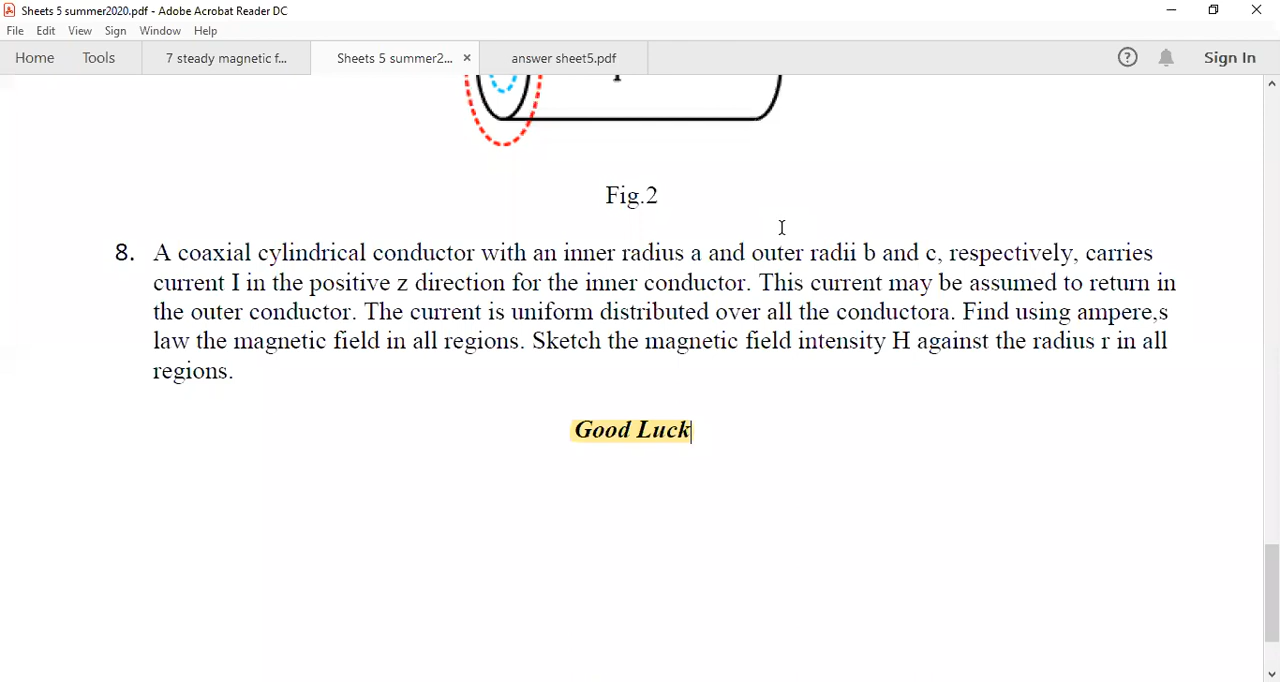 Sheets 5 summer2020.pdf - Adobe Acrobat Reader DC
File Edit View Sign Window Help
Home Tools 7 steady magnetic f... Sheets 5 summer2... × answer sheet5.pdf Sign In
Fig.2
8. A coaxial cylindrical conductor with an inner radius a and outer radii b and c, respectively, carries
current I in the positive z direction for the inner conductor. This current may be assumed to return in
the outer conductor. The current is uniform distributed over all the conductora. Find using ampere,s
law the magnetic field in all regions. Sketch the magnetic field intensity H against the radius r in all
regions.
Good Luck